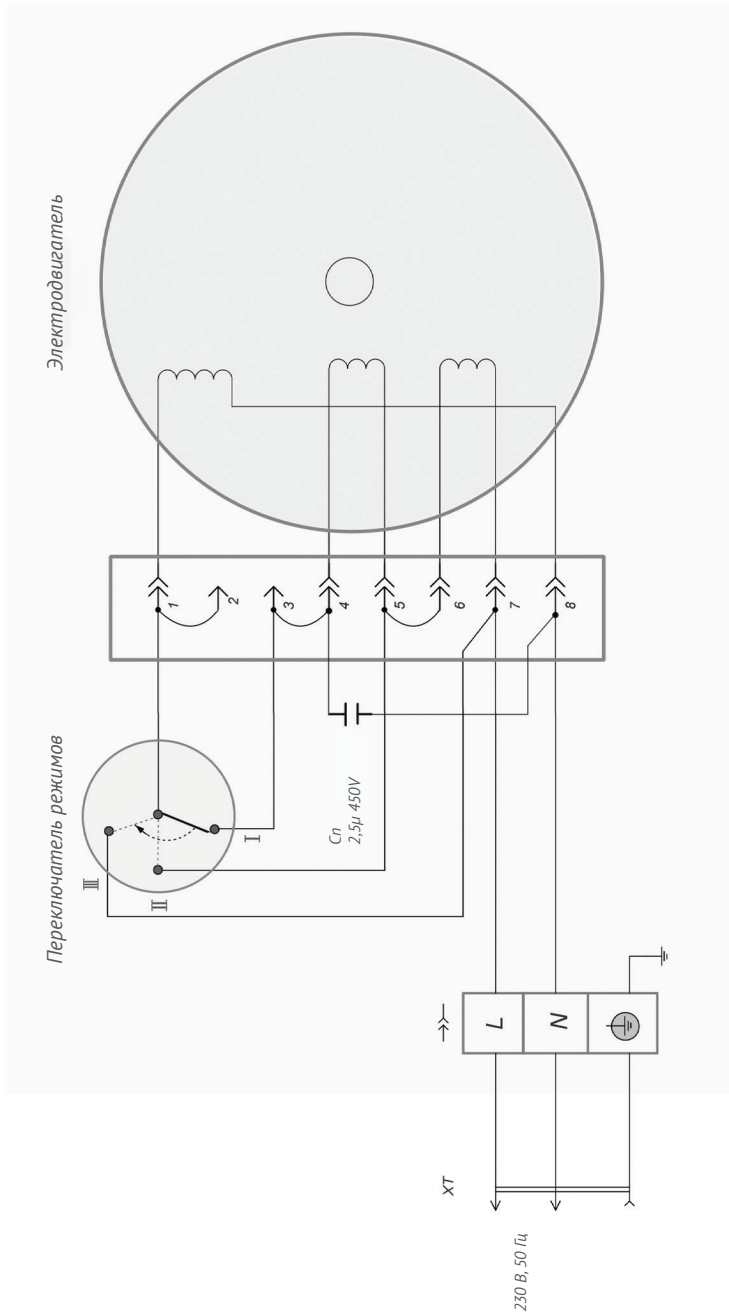 Электродвигатель
Переключатель режимов
1
2
3
4
5
6
7
8
I
II
III
Сп
2,5µ 450V
L
N
XT
230 В, 50 Гц